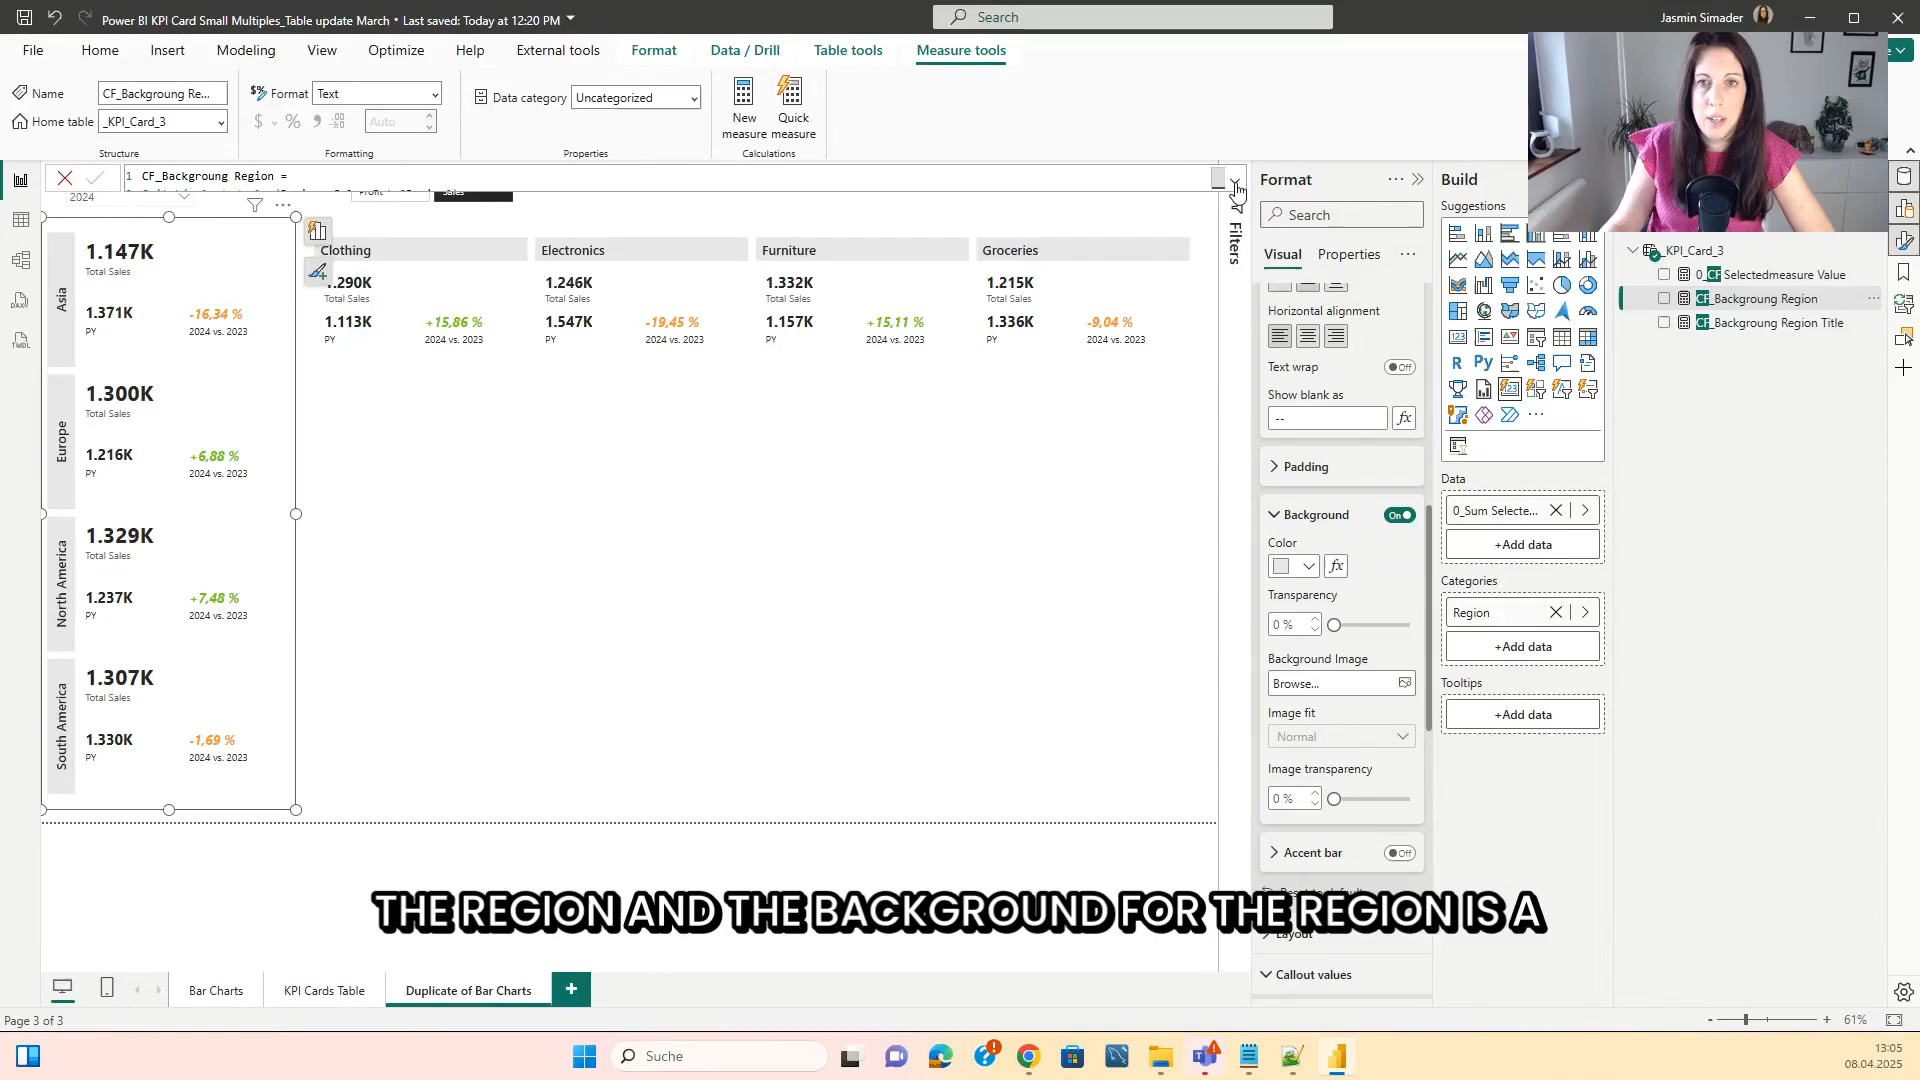 Power BI KPI Card Small Multiples_Table update March • Last saved: Today at 12:20 PM
Search
Jasmin Simader
File
Home
Insert
Modeling
View
Optimize
Help
External tools
Format
Data / Drill
Table tools
Measure tools
Name
CF_Backgroung Re...
Home table
_KPI_Card_3
Structure
Format
Text
Auto
Formatting
Data category
Uncategorized
Properties
New measure
Quick measure
Calculations
1 CF_Backgroung Region =
2024
Asia
1.147K
Total Sales
1.371K
PY
-16,34 %
2024 vs. 2023
Europe
1.300K
Total Sales
1.216K
PY
+6,88 %
2024 vs. 2023
North America
1.329K
Total Sales
1.237K
PY
+7,48 %
2024 vs. 2023
South America
1.307K
Total Sales
1.330K
PY
-1,69 %
2024 vs. 2023
Clothing
.290K
Total Sales
1.113K
PY
+15,86 %
2024 vs. 2023
Electronics
1.246K
Total Sales
1.547K
PY
-19,45 %
2024 vs. 2023
Furniture
1.332K
Total Sales
1.157K
PY
+15,11 %
2024 vs. 2023
Groceries
1.215K
Total Sales
1.336K
PY
-9,04 %
2024 vs. 2023
Filters
Format
Search
Visual
Properties
Horizontal alignment
Text wrap
Off
Show blank as
--
fx
Padding
Background
On
Color
fx
Transparency
0 %
Background Image
Browse...
Image fit
Normal
Image transparency
0 %
Accent bar
Off
Layout
Callout values
Build
Suggestions
R
Py
123
Data
0_Sum Selecte...
+Add data
Categories
Region
+Add data
Tooltips
+Add data
_KPI_Card_3
0_CF Selectedmeasure Value
CF_Backgroung Region
CF_Backgroung Region Title
DAX
TMDL
THE REGION AND THE BACKGROUND FOR THE REGION IS A
Bar Charts
KPI Cards Table
Duplicate of Bar Charts
Page 3 of 3
61%
Suche
13:05
08.04.2025